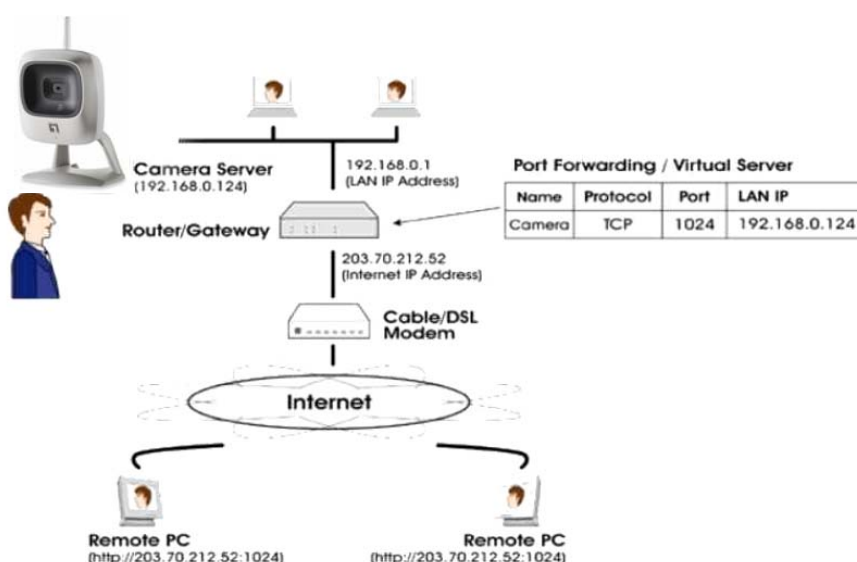 Camera Server
(192.168.0.124)
192.168.0.1
(LAN IP Address)
Port Forwarding / Virtual Server
Name Protocol Port LAN IP
Camera TCP 1024 192.168.0.124
Router/Gateway
203.70.212.52
(Internet IP Address)
Cable/DSL
Modem
Internet
Remote PC
(http://203.70.212.52:1024)
Remote PC
(http://203.70.212.52:1024)